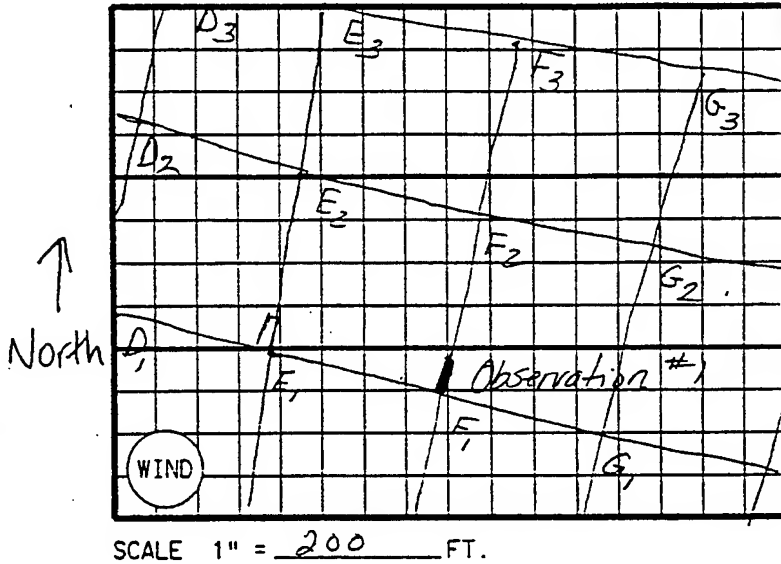 D3
E3
F3
G3
D2
E2
F2
G2
North
D1
E1
Observation #1
F1
G1
WIND
SCALE 1" = 200 FT.